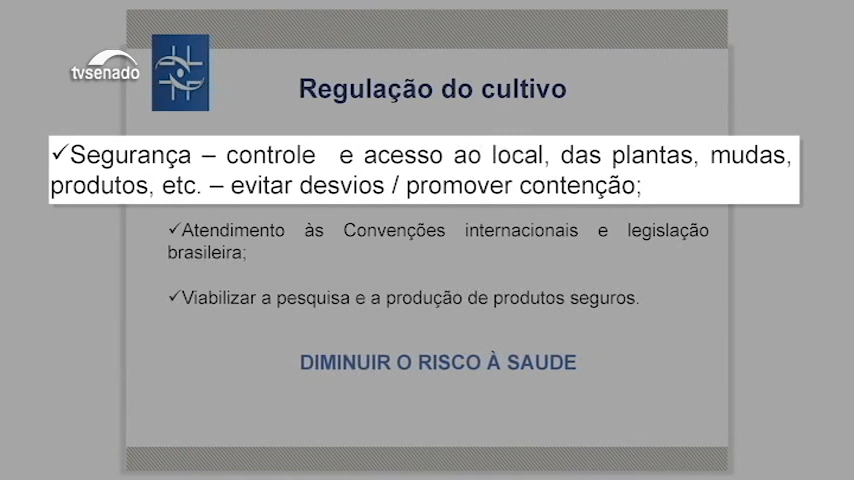 tvsenado
Regulação do cultivo
✓Segurança – controle e acesso ao local, das plantas, mudas,
produtos, etc. – evitar desvios / promover contenção;
✓Atendimento às Convenções internacionais e legislação
brasileira;
✓Viabilizar a pesquisa e a produção de produtos seguros.
DIMINUIR O RISCO À SAUDE